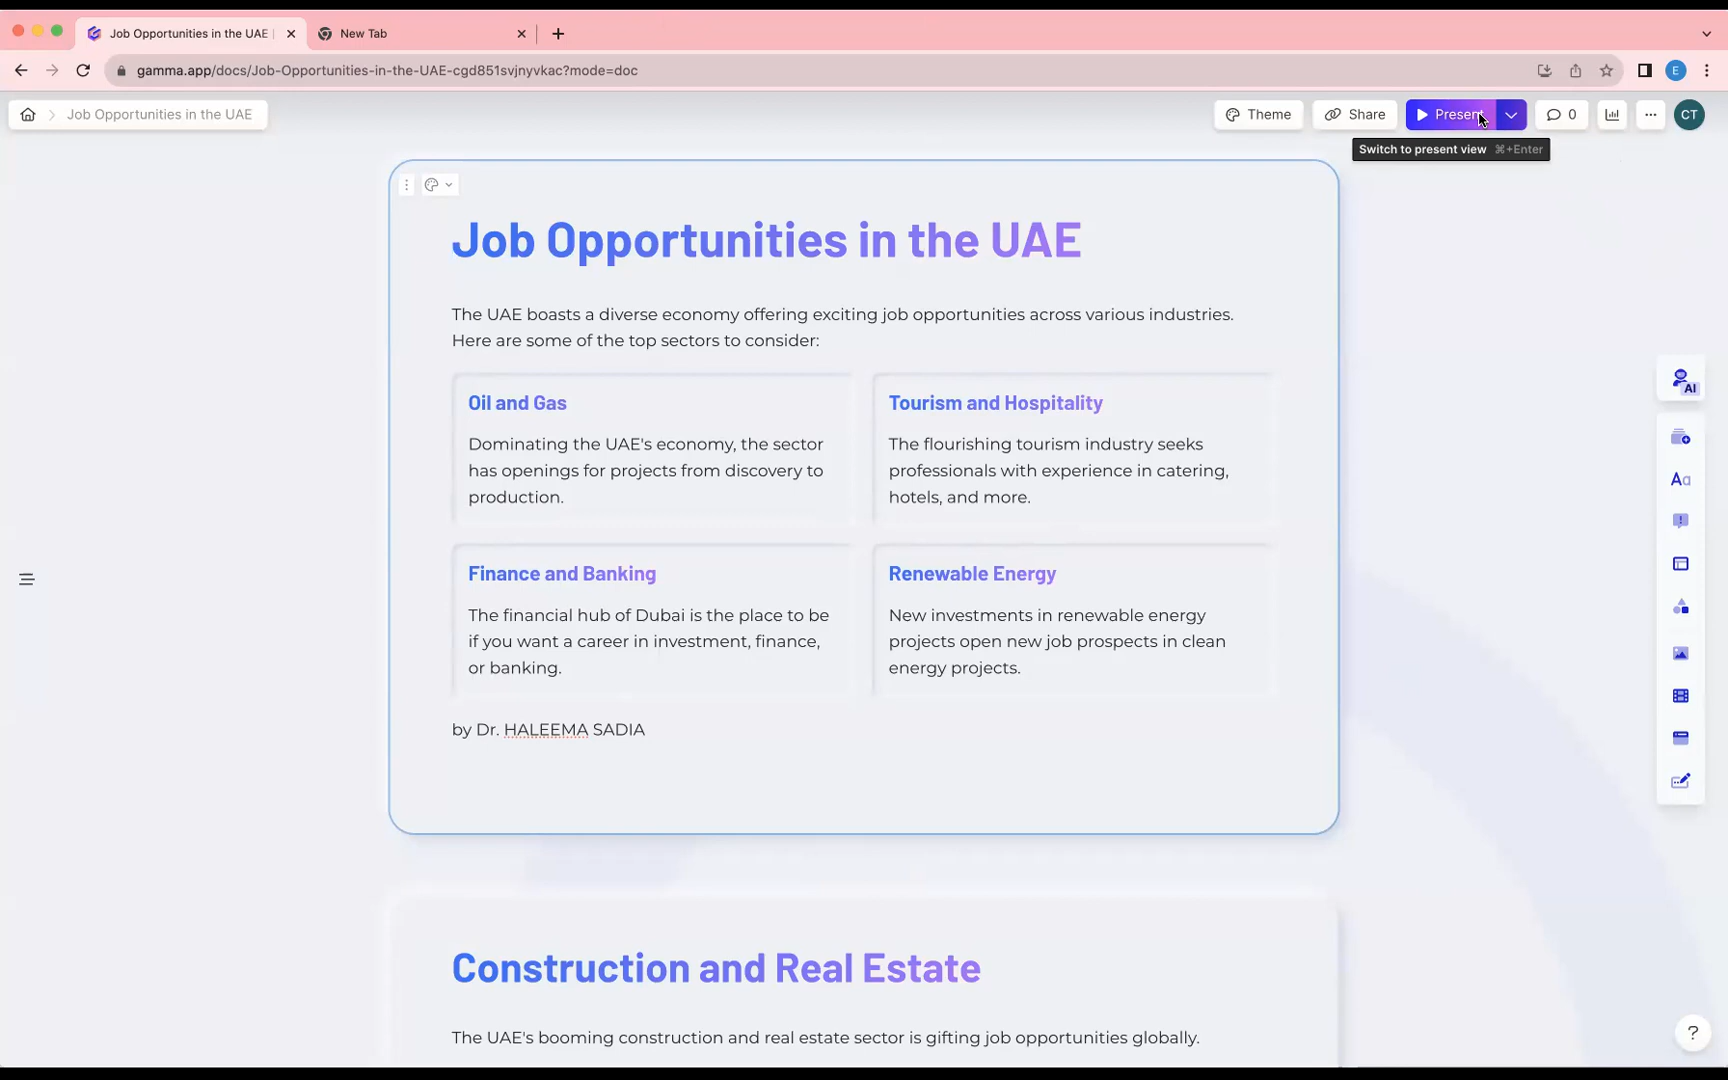 Job Opportunities in the UAE
New Tab
gamma.app/docs/Job-Opportunities-in-the-UAE-cgd851svjnyvkac?mode=doc
E
Job Opportunities in the UAE
Theme
Share
Present
0
CT
Switch to present view ⌘+Enter
Job Opportunities in the UAE
The UAE boasts a diverse economy offering exciting job opportunities across various industries.
Here are some of the top sectors to consider:
Oil and Gas
Dominating the UAE's economy, the sector
has openings for projects from discovery to
production.
Tourism and Hospitality
The flourishing tourism industry seeks
professionals with experience in catering,
hotels, and more.
Finance and Banking
The financial hub of Dubai is the place to be
if you want a career in investment, finance,
or banking.
Renewable Energy
New investments in renewable energy
projects open new job prospects in clean
energy projects.
by Dr. HALEEMA SADIA
AI
Aa
Construction and Real Estate
The UAE's booming construction and real estate sector is gifting job opportunities globally.
?